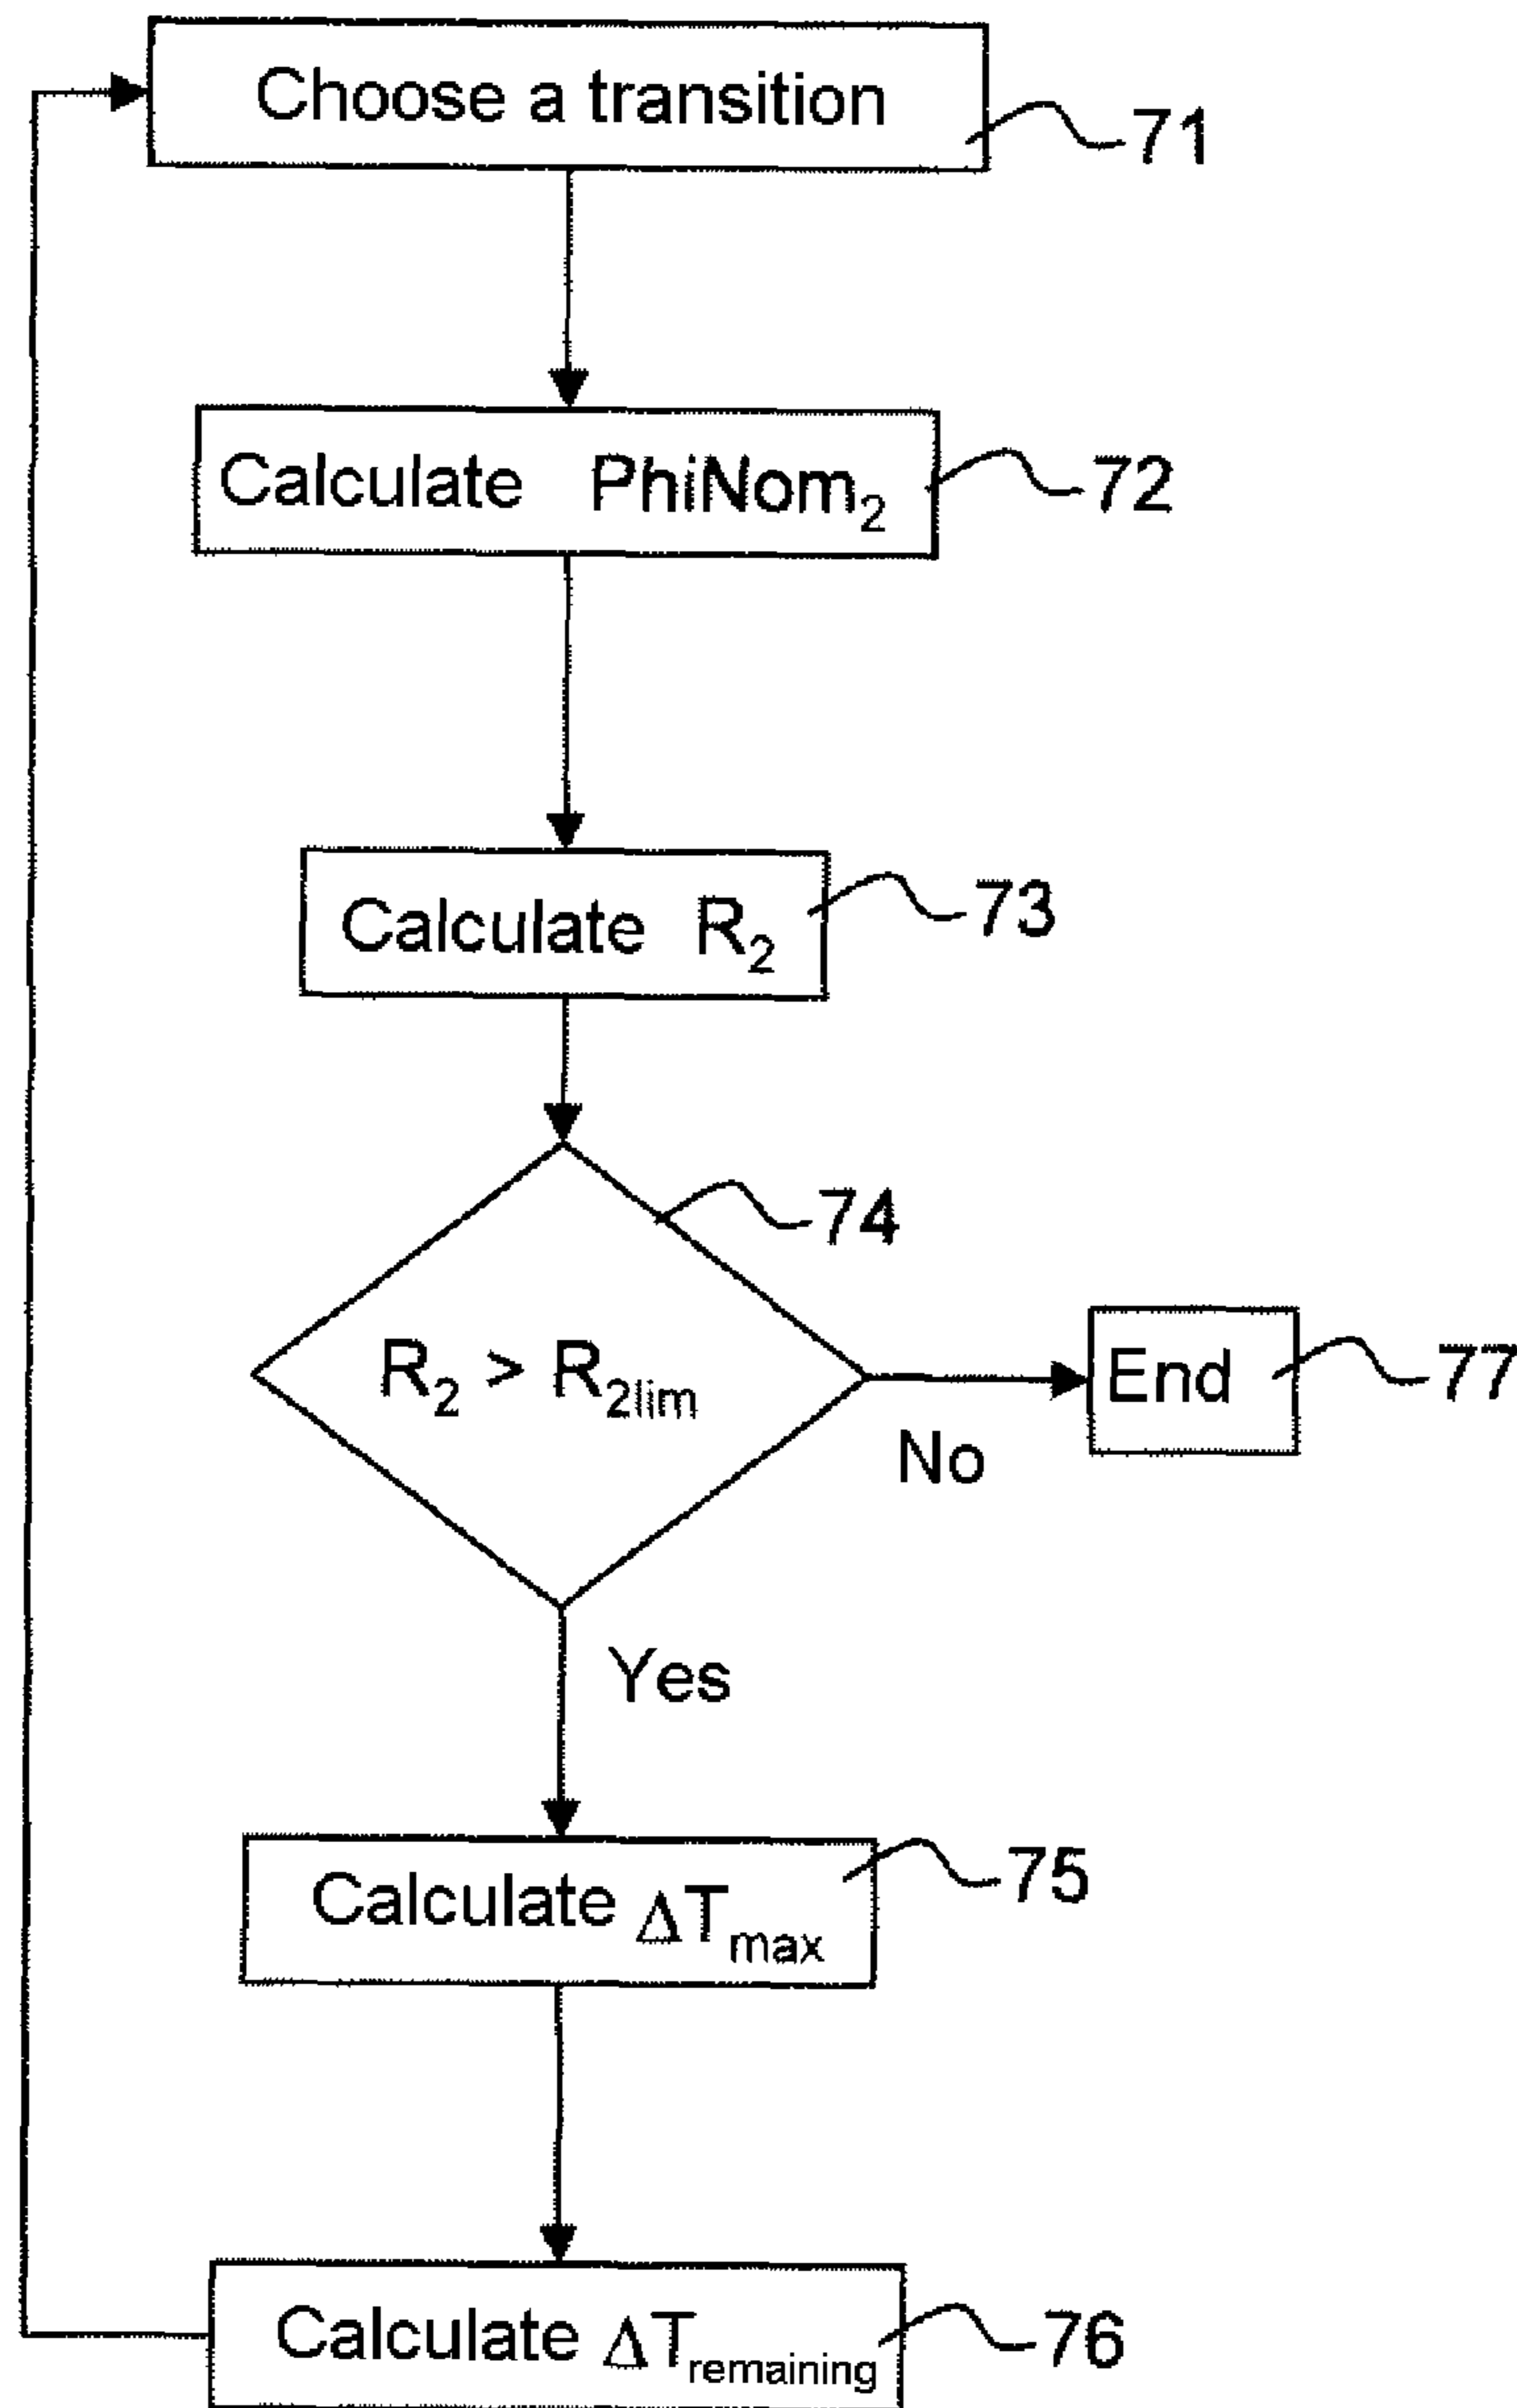 Choose a transition
71
Calculate PhiNom₂
72
Calculate R₂
73
74
R₂ > R₂lim
End
77
No
Yes
75
Calculate ΔTmax
Calculate ΔTremaining
76